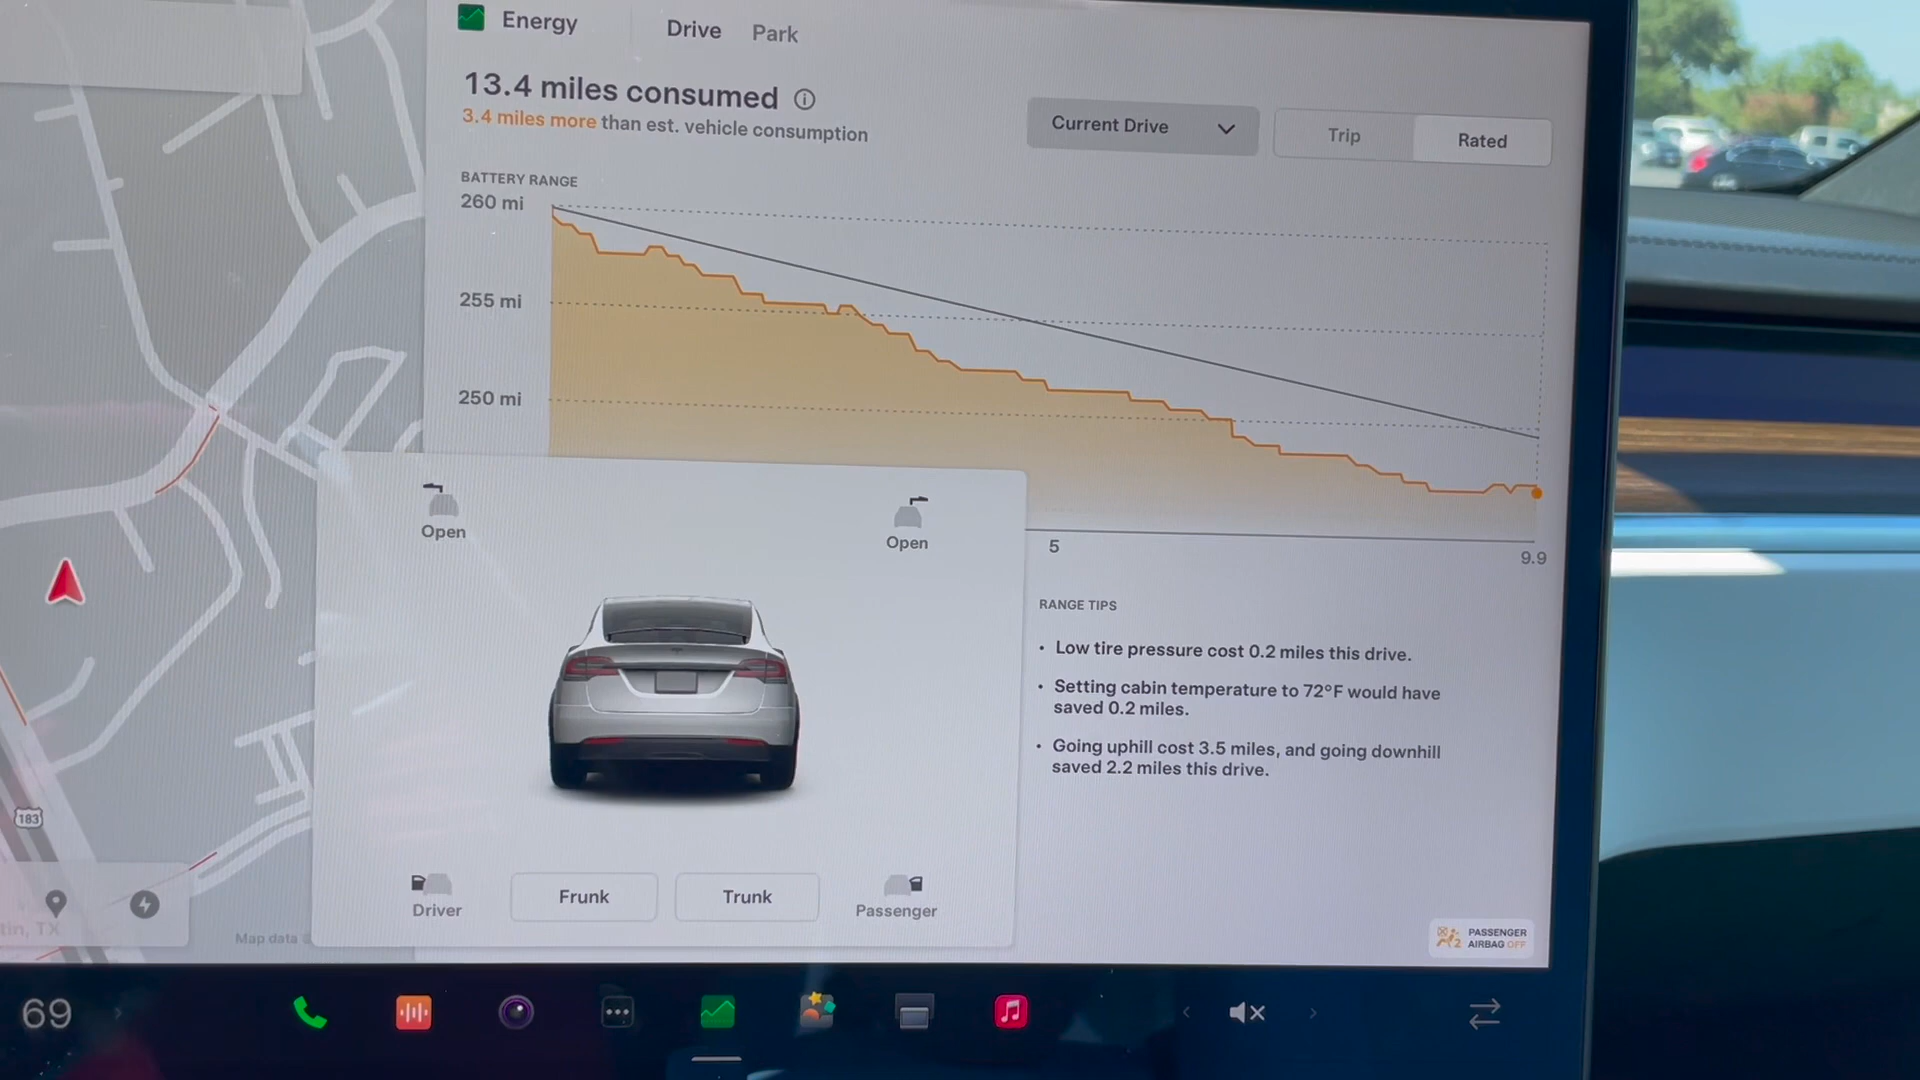 Energy
Drive
Park
13.4 miles consumed
3.4 miles more than est. vehicle consumption
Current Drive
Trip
Rated
BATTERY RANGE
260 mi
255 mi
250 mi
5
9.9
Open
Open
RANGE TIPS
• Low tire pressure cost 0.2 miles this drive.
• Setting cabin temperature to 72°F would have
saved 0.2 miles.
• Going uphill cost 3.5 miles, and going downhill
saved 2.2 miles this drive.
183
Driver
Frunk
Trunk
Passenger
tin, TX
Map data
PASSENGER
AIRBAG OFF
69